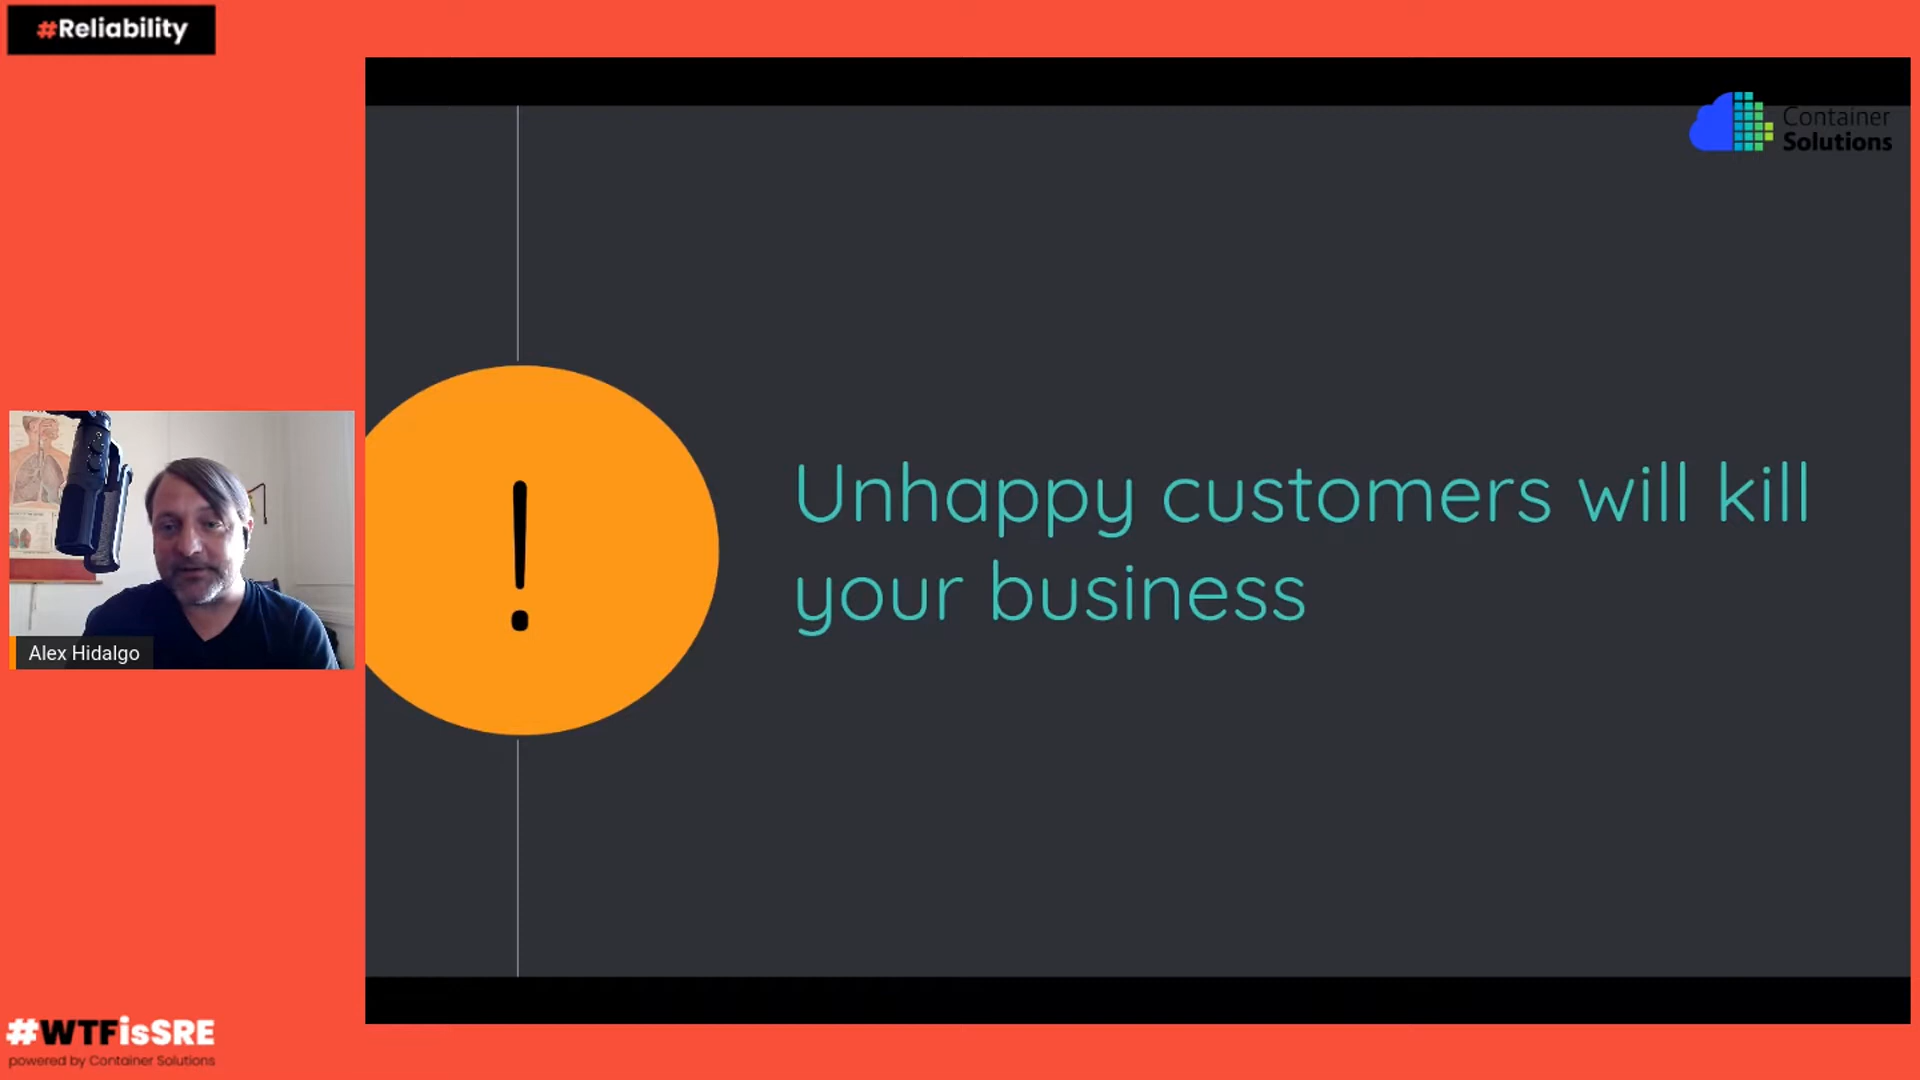 #Reliability
Container
Solutions
!
Unhappy customers will kill
your business
Alex Hidalgo
#WTFisSRE
powered by Container Solutions